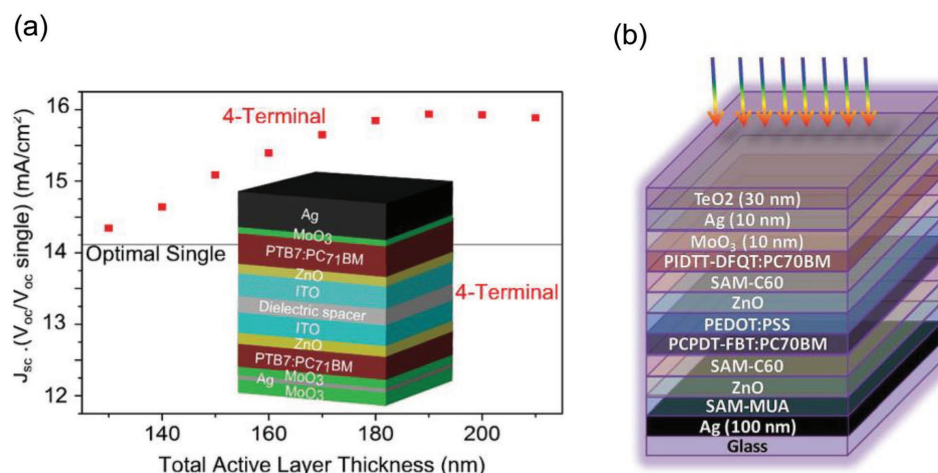 (a)
J_sc·(V_oc/V_oc single) (mA/cm²)
16
15
14
13
12
4-Terminal
Optimal Single
4-Terminal
Ag
MoO₃
PTB7:PC₇₁BM
ZnO
ITO
Dielectric spacer
ITO
ZnO
PTB7:PC₇₁BM
MoO₃
Ag
MoO₃
140
160
180
200
Total Active Layer Thickness (nm)
(b)
TeO2 (30 nm)
Ag (10 nm)
MoO₃ (10 nm)
PIDTT-DFQT:PC70BM
SAM-C60
ZnO
PEDOT:PSS
PCPDT-FBT:PC70BM
SAM-C60
ZnO
SAM-MUA
Ag (100 nm)
Glass